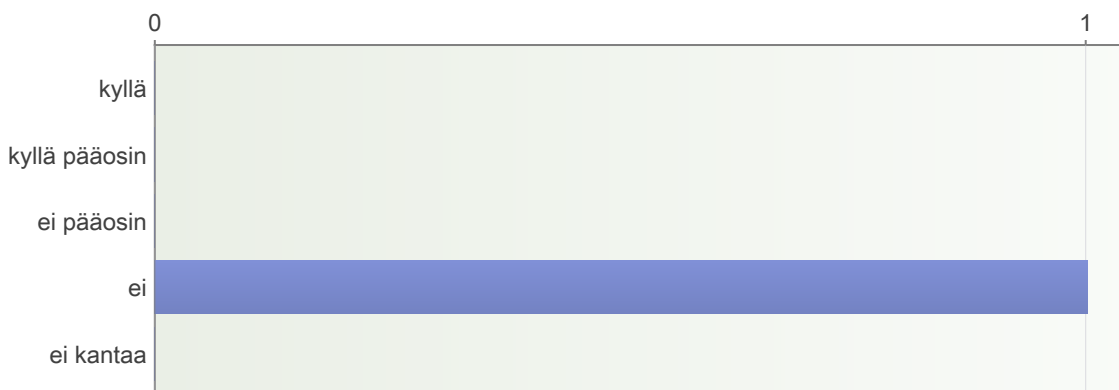 0 1
kyllä
kyllä pääosin
ei pääosin
ei
ei kantaa